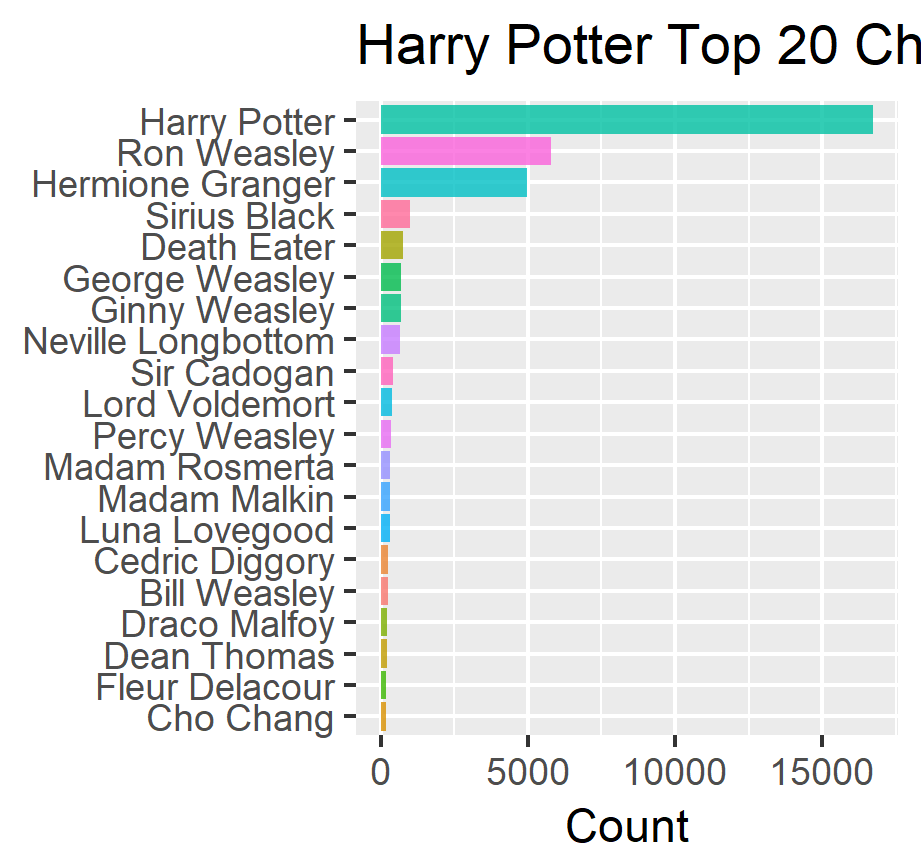 Harry Potter Top 20 Ch
Harry Potter
Ron Weasley
Hermione Granger
Sirius Black
Death Eater
George Weasley
Ginny Weasley
Neville Longbottom
Sir Cadogan
Lord Voldemort
Percy Weasley
Madam Rosmerta
Madam Malkin
Luna Lovegood
Cedric Diggory
Bill Weasley
Draco Malfoy
Dean Thomas
Fleur Delacour
Cho Chang
0 5000 10000 15000
Count